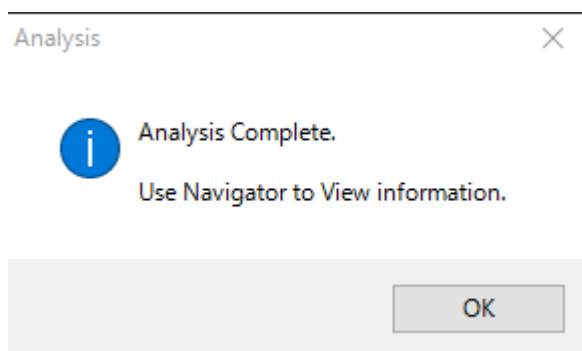 Analysis
Analysis Complete.
Use Navigator to View information.
OK